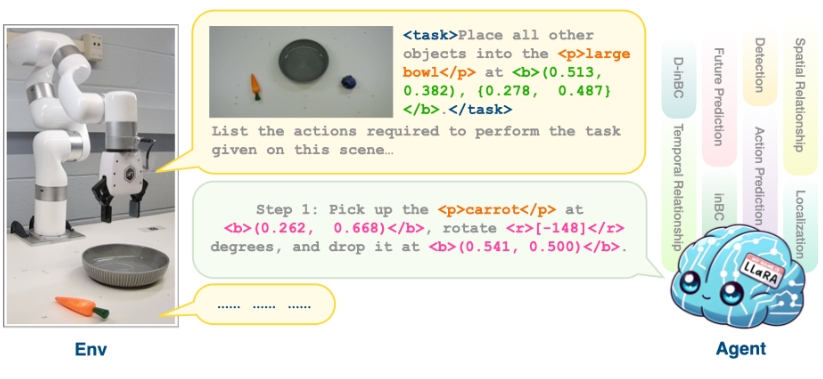 <task>Place all other
objects into the <p>large
bowl</p> at <b>(0.513,
0.382), {0.278, 0.487}
</b>.</task>
List the actions required to perform the task
given on this scene…
Step 1: Pick up the <p>carrot</p> at
<b>(0.262, 0.668)</b>, rotate <r>[-148]</r>
degrees, and drop it at <b>(0.541, 0.500)</b>.
…… …… ……
Env
D-inBC
Temporal Relationship
Future Prediction
inBC
Detection
Action Prediction
Spatial Relationship
Localization
LLaRA
Agent